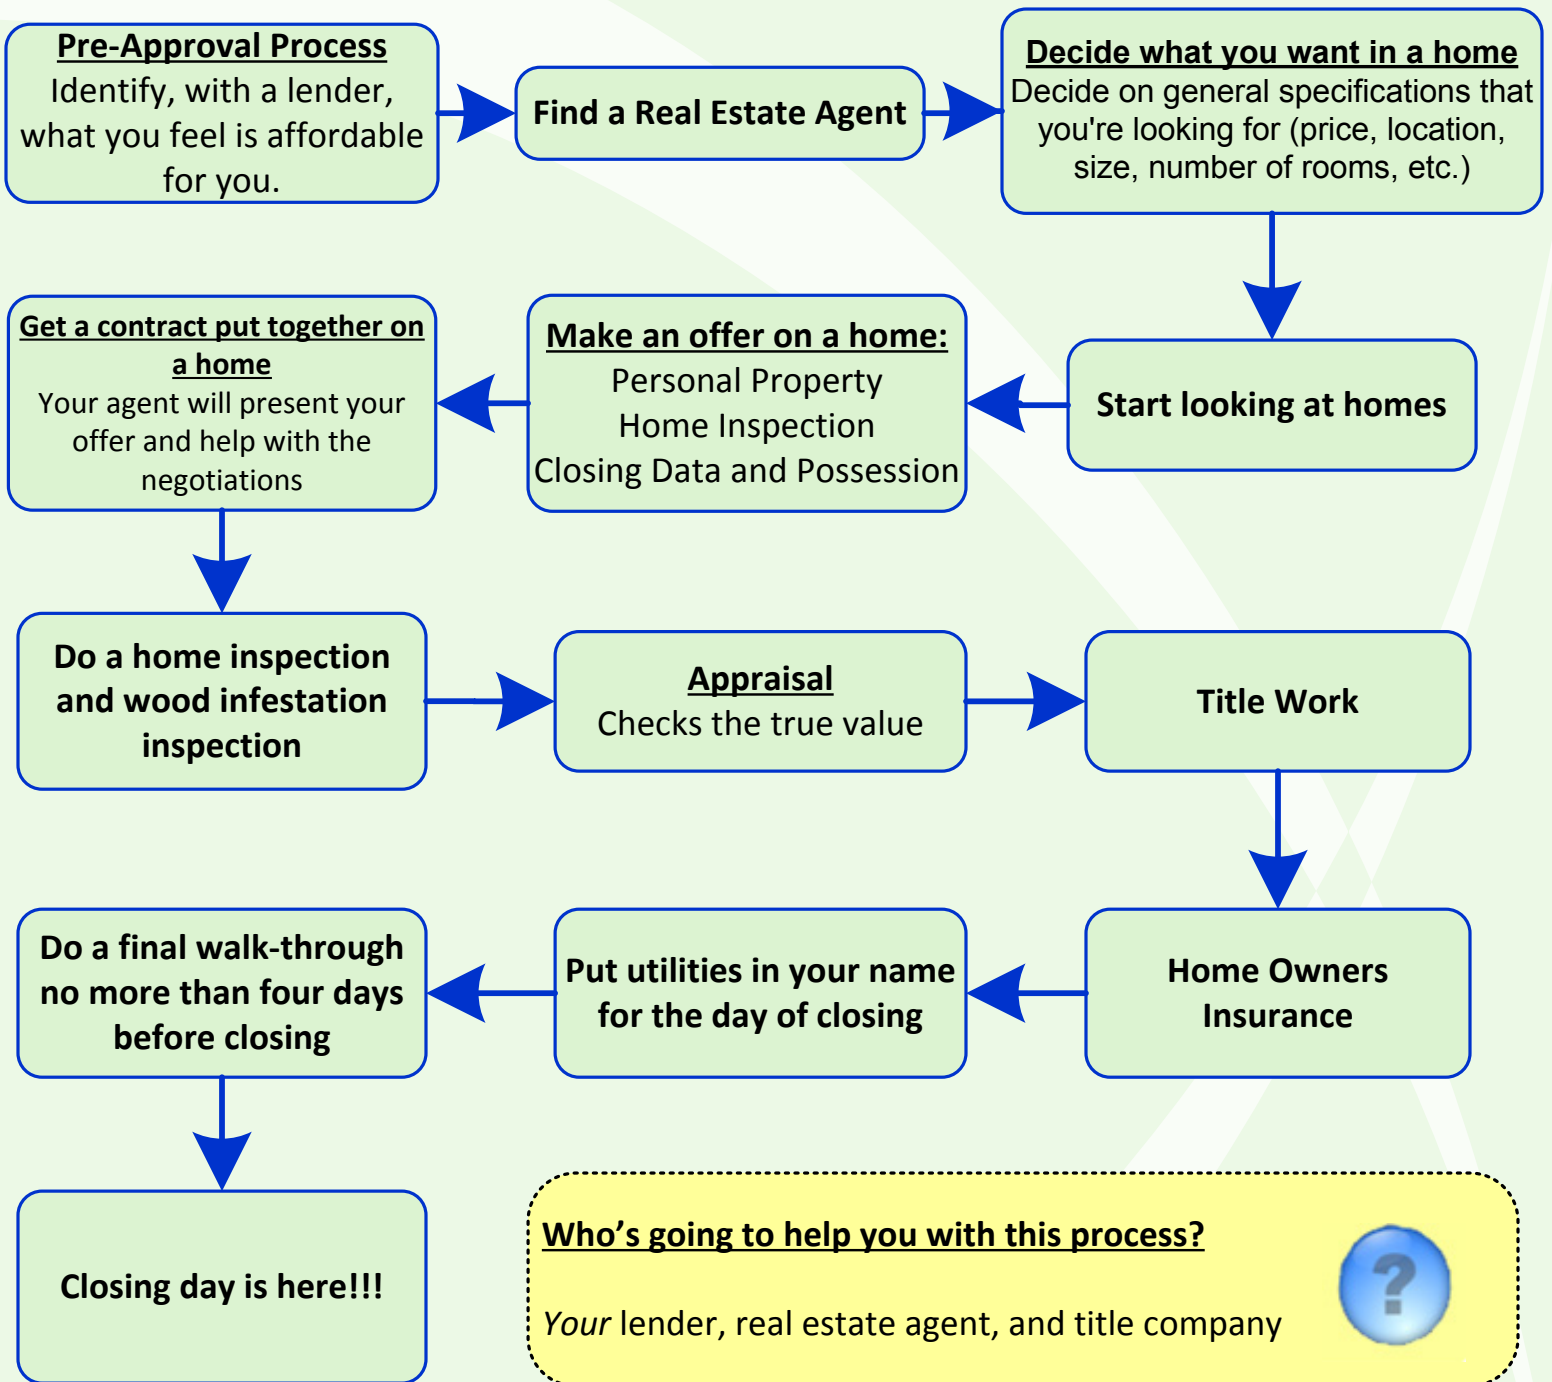 Pre-Approval Process
Identify, with a lender,
what you feel is affordable
for you.
Find a Real Estate Agent
Decide what you want in a home
Decide on general specifications that
you're looking for (price, location,
size, number of rooms, etc.)
Start looking at homes
Make an offer on a home:
Personal Property
Home Inspection
Closing Data and Possession
Get a contract put together on
a home
Your agent will present your
offer and help with the
negotiations
Do a home inspection
and wood infestation
inspection
Appraisal
Checks the true value
Title Work
Home Owners
Insurance
Put utilities in your name
for the day of closing
Do a final walk-through
no more than four days
before closing
Closing day is here!!!
Who’s going to help you with this process?
Your lender, real estate agent, and title company
?